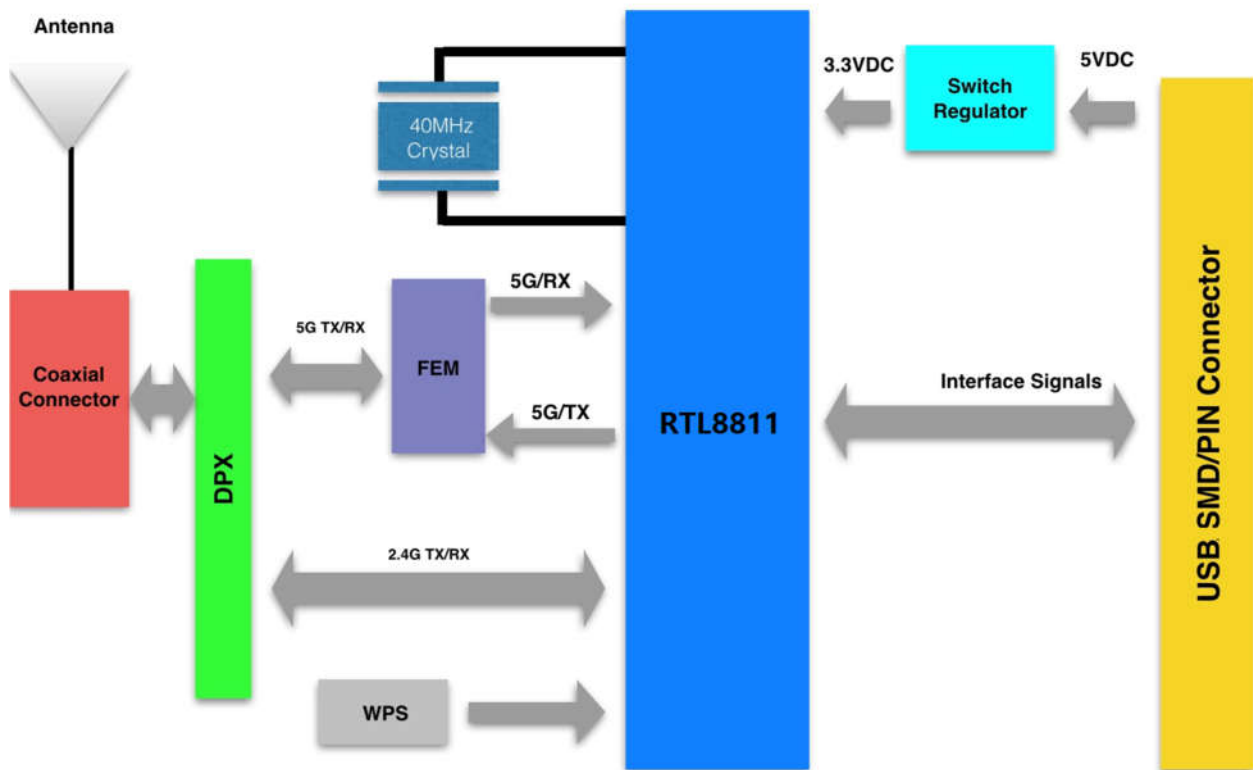 Antenna
3.3VDC
5VDC
Switch
Regulator
40MHz
Crystal
5G/RX
5G TX/RX
FEM
Coaxial
Connector
5G/TX
Interface Signals
RTL8811
DPX
USB SMD/PIN Connector
2.4G TX/RX
WPS